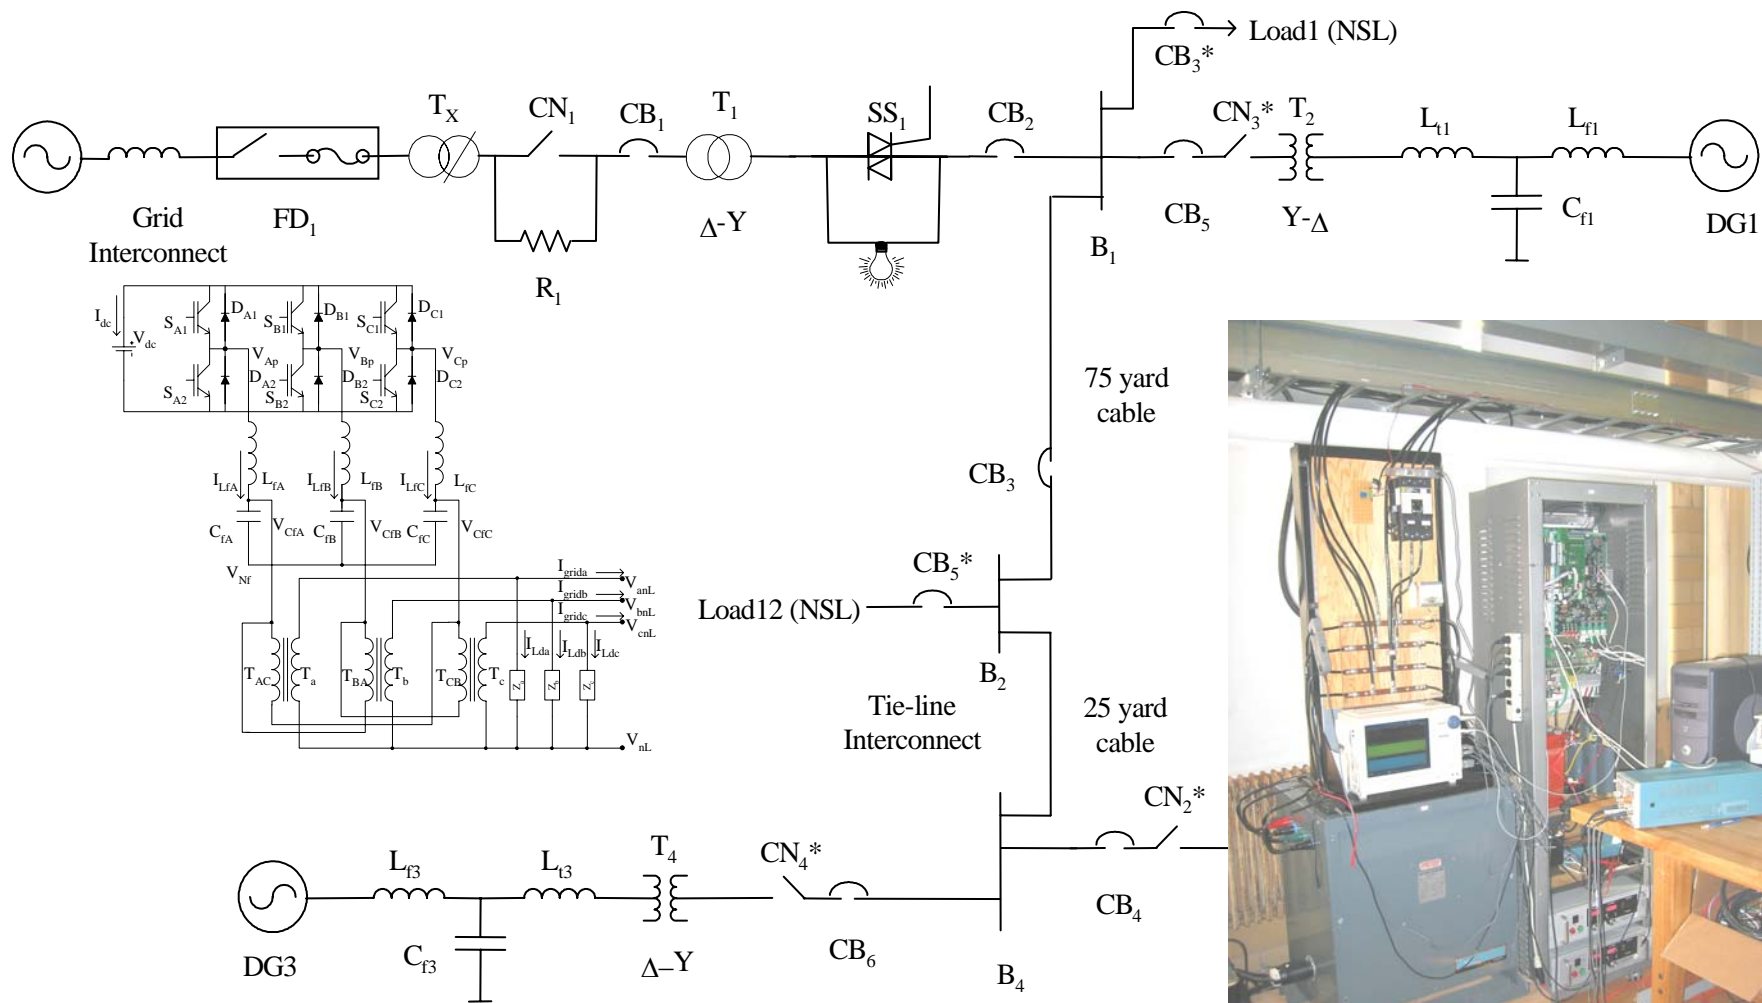 Load1 (NSL)
CB3*
TX
CN1
CB1
T1
SS1
CB2
CN3*
T2
Lt1
Lf1
Grid
Interconnect
FD1
R1
Δ-Y
B1
CB5
Y-Δ
Cf1
DG1
Idc
Vdc
SA1
DA1
SB1
DB1
SC1
DC1
VAp
VBp
VCp
SA2
DA2
SB2
DB2
SC2
DC2
75 yard
cable
ILfA
LfA
ILfB
LfB
ILfC
LfC
CB3
CfA
VCfA
CfB
VCfB
CfC
VCfC
VNf
CB5*
Load12 (NSL)
Igrida
VanL
Igridb
VbnL
Igridc
VcnL
ILda
ILdb
ILdc
TAC
Ta
TBA
Tb
TCB
Tc
Za
Zb
Zc
VnL
B2
Tie-line
Interconnect
25 yard
cable
CN2*
CB4
Lf3
Lt3
T4
CN4*
DG3
Cf3
Δ–Y
CB6
B4